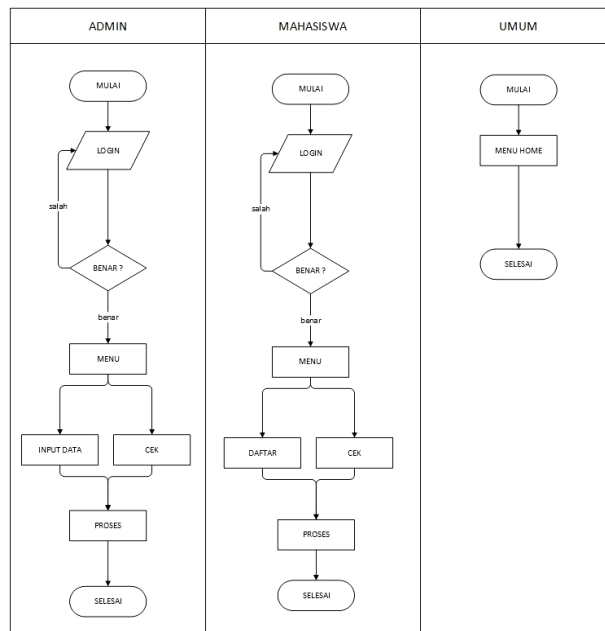 ADMIN
MULAI
LOGIN
salah
BENAR ?
benar
MENU
INPUT DATA
CEK
PROSES
SELESAI
MAHASISWA
MULAI
LOGIN
salah
BENAR ?
benar
MENU
DAFTAR
CEK
PROSES
SELESAI
UMUM
MULAI
MENU HOME
SELESAI